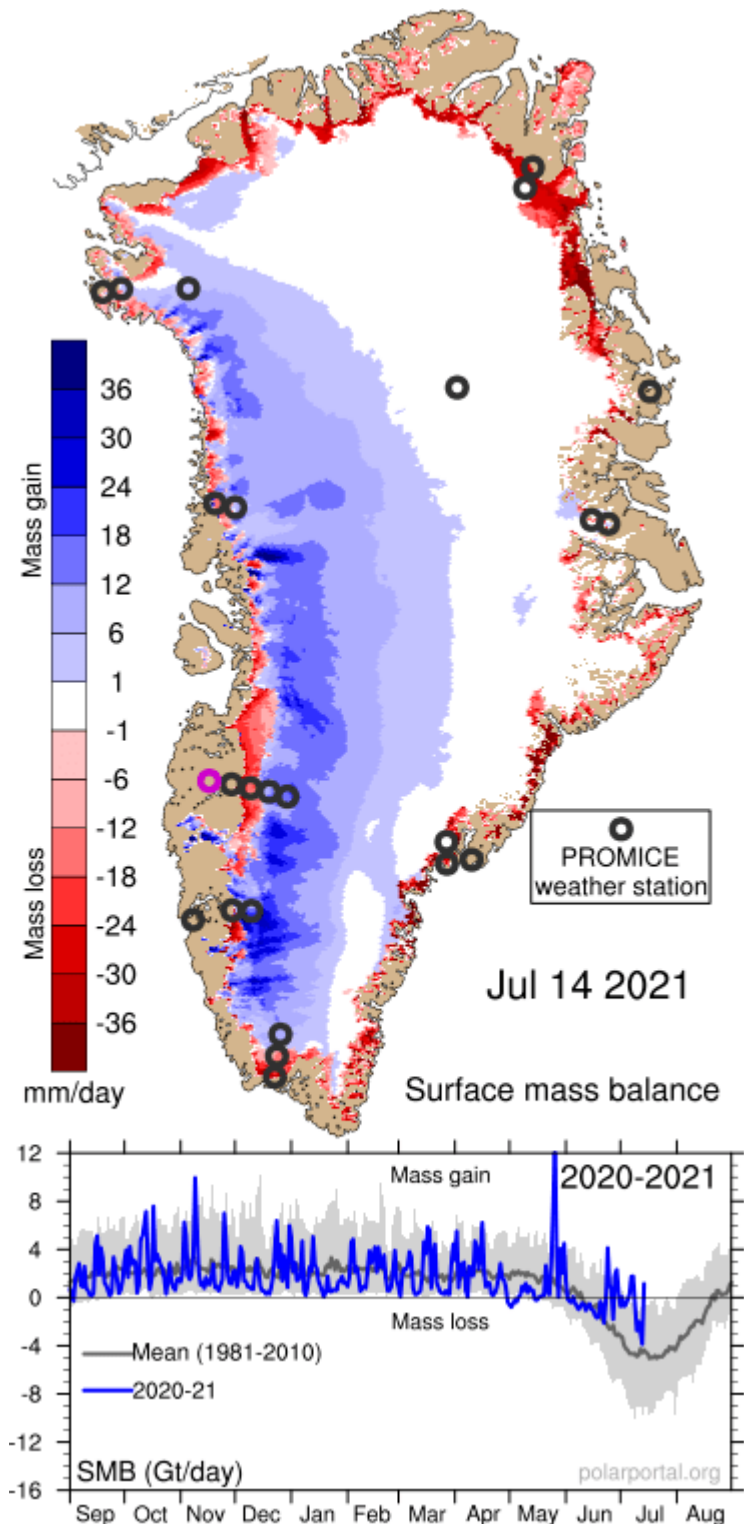 Mass gain
Mass loss
36
30
24
18
12
6
1
-1
-6
-12
-18
-24
-30
-36
mm/day
PROMICE
weather station
Jul 14 2021
Surface mass balance
12
8
4
0
-4
-8
-12
-16
Mass gain
2020-2021
Mass loss
Mean (1981-2010)
2020-21
SMB (Gt/day)
polarportal.org
Sep Oct Nov Dec Jan Feb Mar Apr May Jun Jul Aug